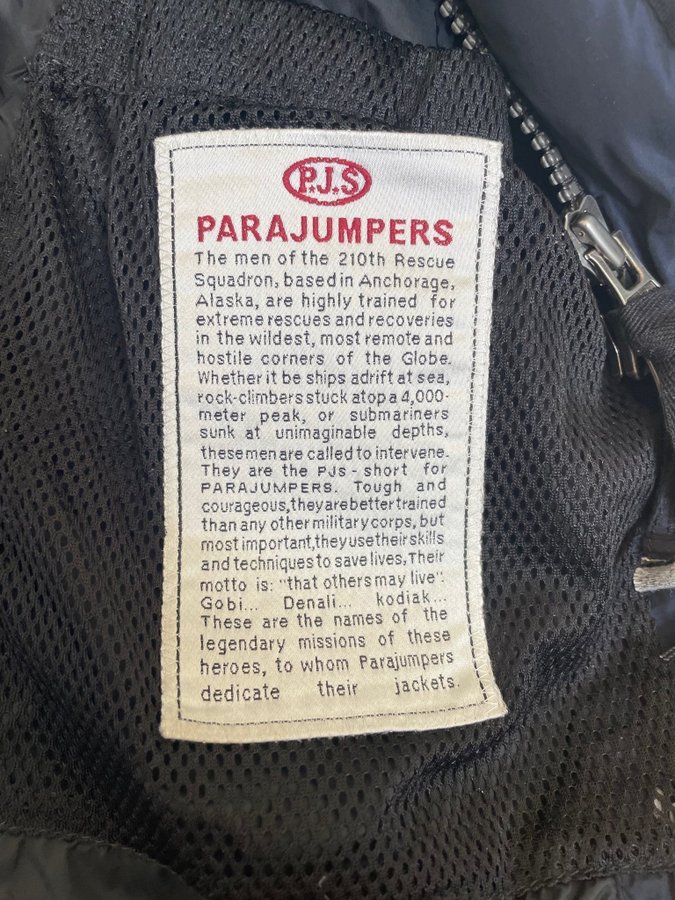 P.J.S
PARAJUMPERS
The men of the 210th Rescue
Squadron, based in Anchorage,
Alaska, are highly trained for
extreme rescues and recoveries
in the wildest, most remote and
hostile corners of the Globe.
Whether it be ships adrift at sea,
rock-climbers stuck atop a 4,000-
meter peak, or submariners
sunk at unimaginable depths,
these men are called to intervene.
They are the PJs - short for
PARAJUMPERS. Tough and
courageous, they are better trained
than any other military corps, but
most important, they use their skills
and techniques to save lives, Their
motto is: "that others may live":
Gobi... Denali... kodiak...
These are the names of the
legendary missions of these
heroes, to whom Parajumpers
dedicate their jackets.